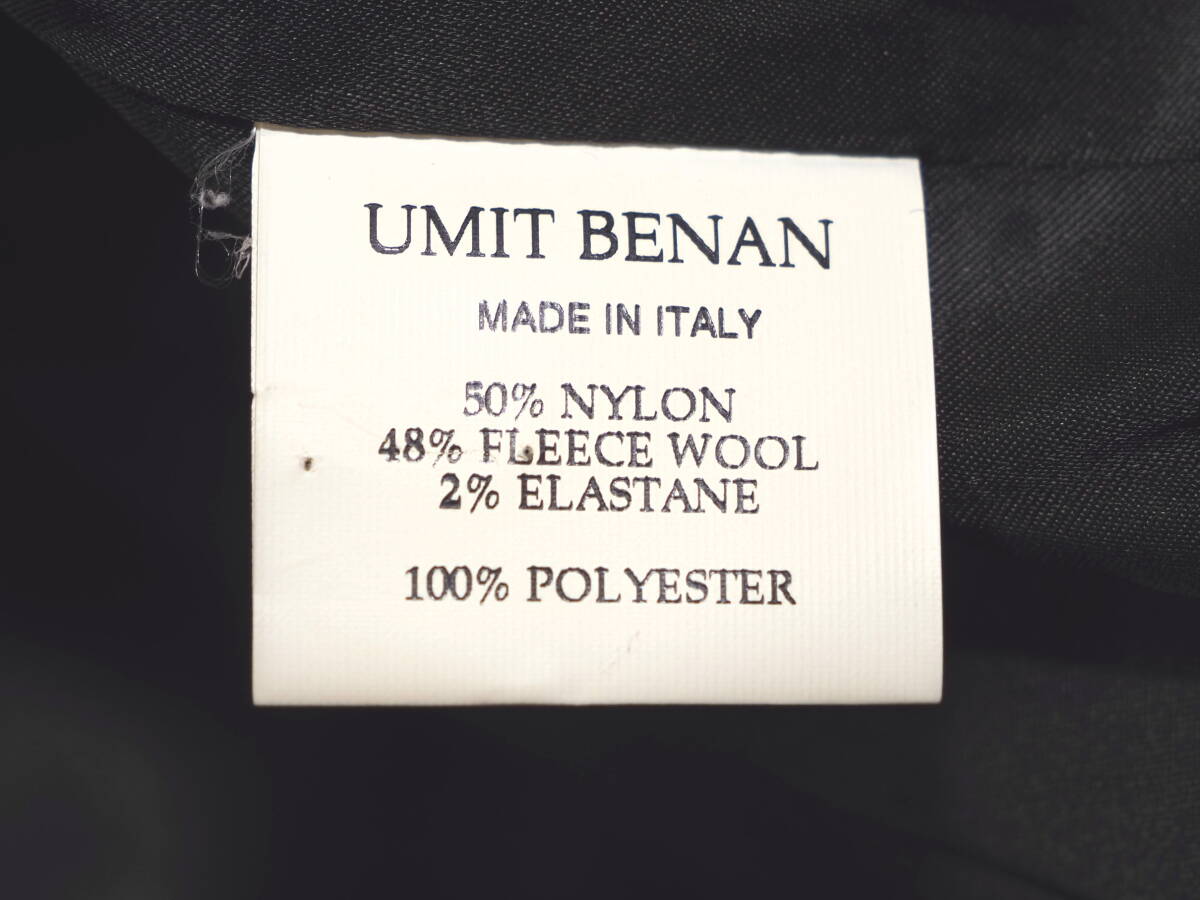 UMIT BENAN
MADE IN ITALY
50% NYLON
48% FLEECE WOOL
2% ELASTANE
100% POLYESTER